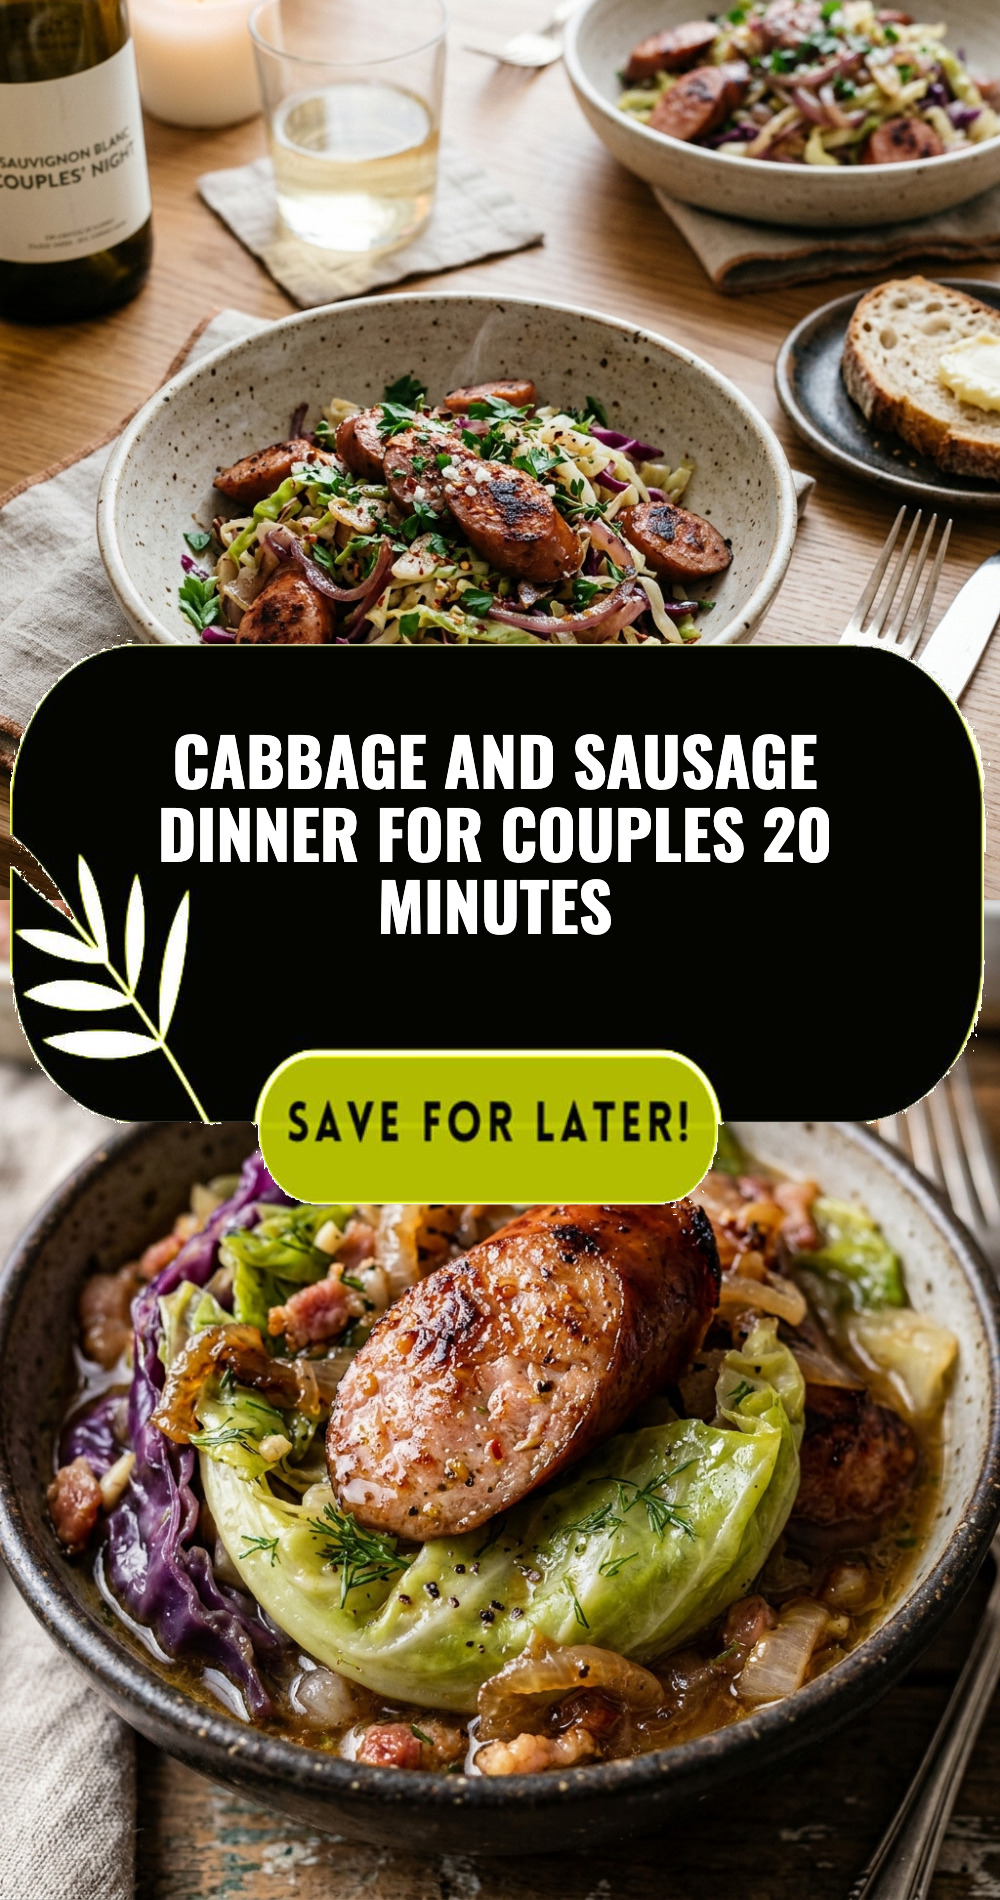 SAUVIGNON BLANC
COUPLES' NIGHT
CABBAGE AND SAUSAGE
DINNER FOR COUPLES 20
MINUTES
SAVE FOR LATER!